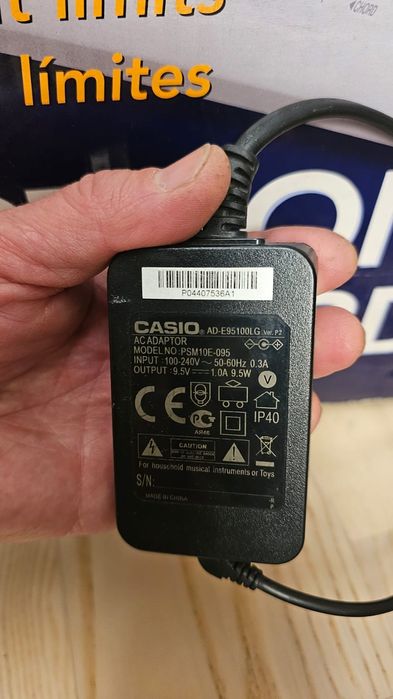 límites
P04407536A1
CASIO® AD-E95100LG ver. P2
AC ADAPTOR
MODEL NO: PSM10E-095
INPUT :100-240V~ 50-60Hz 0.3A
OUTPUT : 9.5V⎓1.0A 9.5W
V
CE
IP40
CAUTION
For household musical instruments or Toys
S/N:
MADE IN CHINA